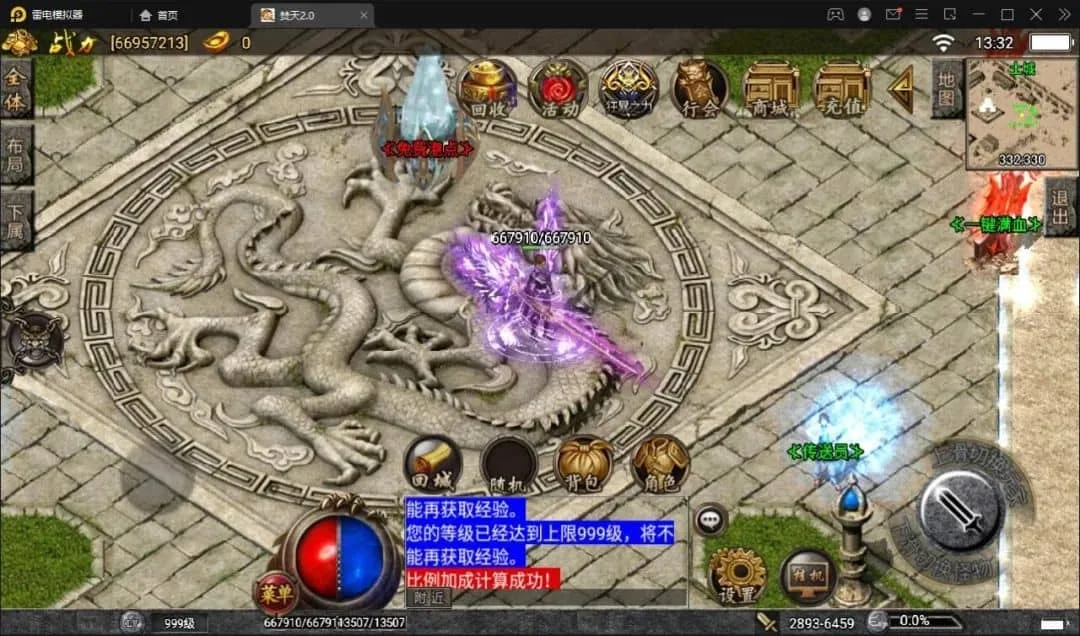 雷电模拟器
首页
焚天2.0
战力 [66957213] 0
13:32
全体
布局
下属
回收
活动
狂暴之力
行会
商城
充值
地图
土城
332:330
退出
<免费泡点>
<一键满血>
667910/667910
<传送员>
回城
随机
背包
角色
能再获取经验。
您的等级已经达到上限999级，将不
能再获取经验。
比例加成计算成功！
附近
菜单
设置
挂机
999级
667910/667913507/13507
2893-6459
0.0%